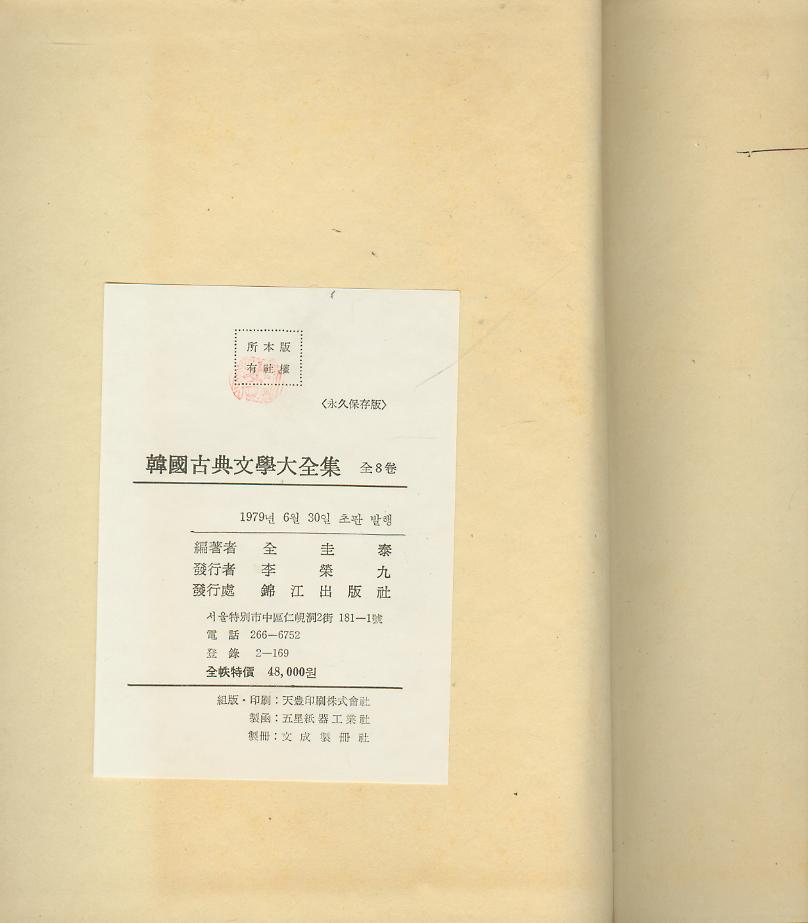 所本版
有社權
〈永久保存版〉
韓國古典文學大全集 全8卷
1979년 6월 30일 초판 발행
編著者 全圭泰
發行者 李榮九
發行處 錦江出版社
서울特別市中區仁峴洞2街 181—1號
電話 266—6752
登錄 2—169
全帙特價 48,000원
組版·印刷:天豊印刷株式會社
製函:五星紙器工業社
製冊:文成製冊社